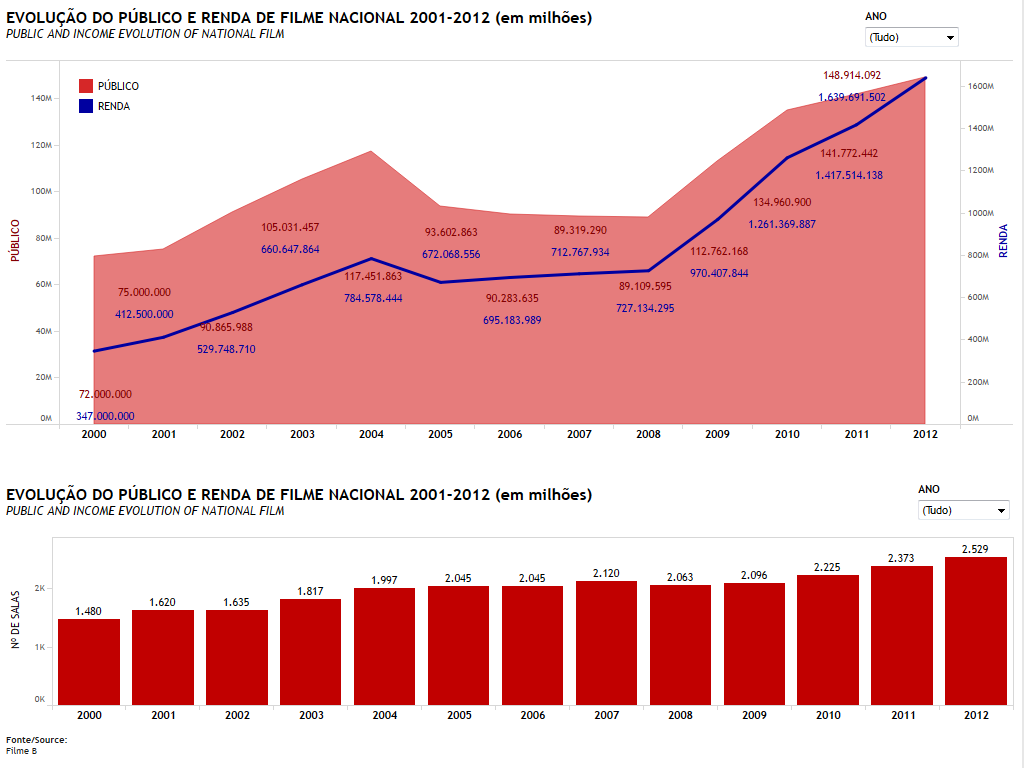 EVOLUÇÃO DO PÚBLICO E RENDA DE FILME NACIONAL 2001-2012 (em milhões)
PUBLIC AND INCOME EVOLUTION OF NATIONAL FILM
ANO
(Tudo)
PÚBLICO
RENDA
148.914.092
1.639.691.502
140M
120M
100M
80M
60M
40M
20M
0M
PÚBLICO
1600M
1400M
1200M
1000M
800M
600M
400M
200M
0M
RENDA
141.772.442
1.417.514.138
134.960.900
1.261.369.887
105.031.457
660.647.864
93.602.863
672.068.556
89.319.290
712.767.934
112.762.168
970.407.844
117.451.863
784.578.444
75.000.000
412.500.000
90.283.635
695.183.989
89.109.595
727.134.295
90.865.988
529.748.710
72.000.000
347.000.000
2000 2001 2002 2003 2004 2005 2006 2007 2008 2009 2010 2011 2012
EVOLUÇÃO DO PÚBLICO E RENDA DE FILME NACIONAL 2001-2012 (em milhões)
PUBLIC AND INCOME EVOLUTION OF NATIONAL FILM
ANO
(Tudo)
Nº DE SALAS
2K
1K
0K
1.480 1.620 1.635 1.817 1.997 2.045 2.045 2.120 2.063 2.096 2.225 2.373 2.529
2000 2001 2002 2003 2004 2005 2006 2007 2008 2009 2010 2011 2012
Fonte/Source:
Filme B